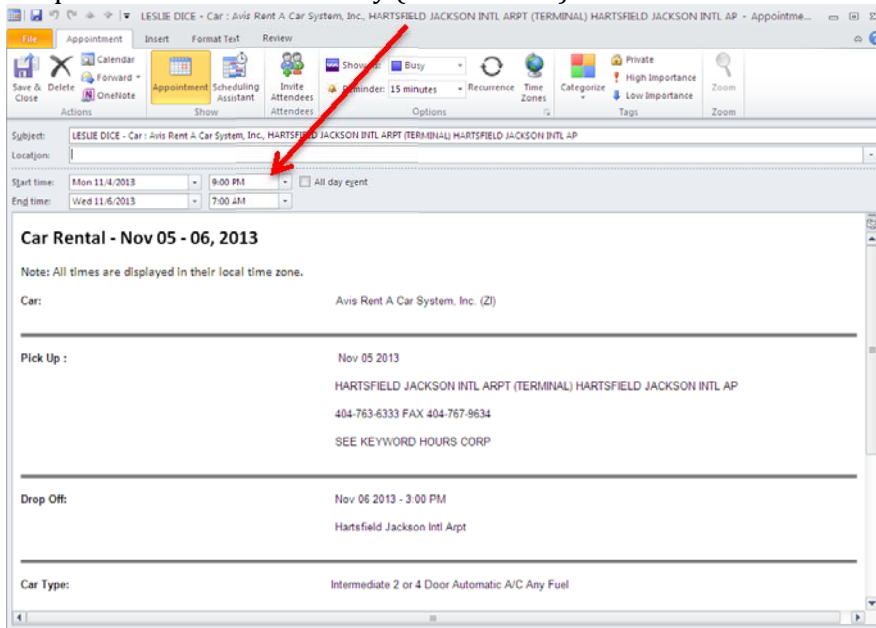 LESLIE DICE - Car : Avis Rent A Car System, Inc., HARTSFIELD JACKSON INTL ARPT (TERMINAL) HARTSFIELD JACKSON INTL AP - Appointme...
File Appointment Insert Format Text Review
Save & Close
Delete
Calendar
Forward
OneNote
Actions
Appointment
Scheduling Assistant
Show
Invite Attendees
Attendees
Busy
Reminder: 15 minutes
Recurrence
Time Zones
Options
Categorize
Private
High Importance
Low Importance
Tags
Zoom
Zoom
Subject: LESLIE DICE - Car : Avis Rent A Car System, Inc., HARTSFIELD JACKSON INTL ARPT (TERMINAL) HARTSFIELD JACKSON INTL AP
Location:
Start time: Mon 11/4/2013 9:00 PM All day event
End time: Wed 11/6/2013 7:00 AM
Car Rental - Nov 05 - 06, 2013
Note: All times are displayed in their local time zone.
Car: Avis Rent A Car System, Inc. (ZI)
Pick Up : Nov 05 2013
HARTSFIELD JACKSON INTL ARPT (TERMINAL) HARTSFIELD JACKSON INTL AP
404-763-6333 FAX 404-767-9634
SEE KEYWORD HOURS CORP
Drop Off: Nov 06 2013 - 3:00 PM
Hartsfield Jackson Intl Arpt
Car Type: Intermediate 2 or 4 Door Automatic A/C Any Fuel